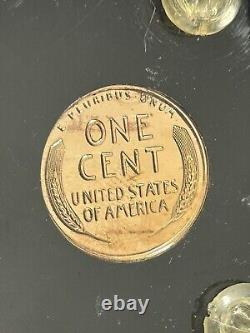 E·PLURIBUS·UNUM
ONE
CENT
UNITED STATES
OF AMERICA